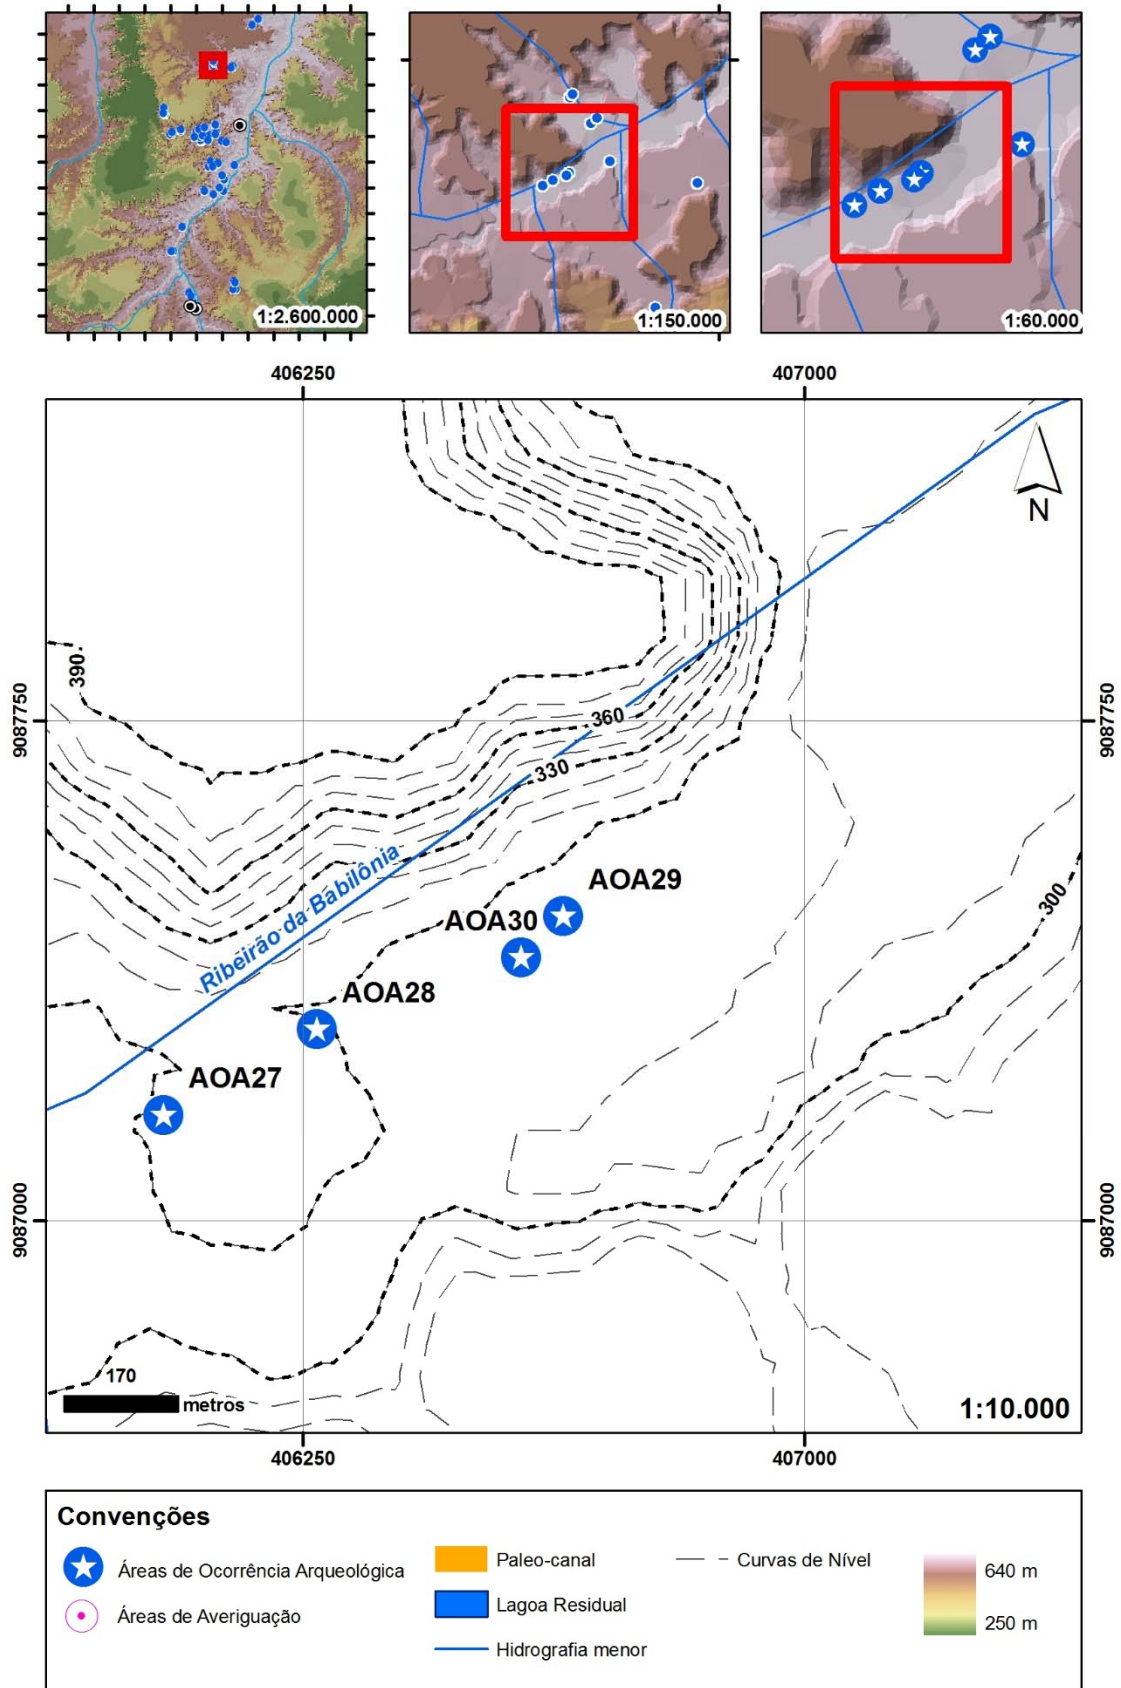 1:2.600.000
1:150.000
1:60.000
406250
407000
N
390
9087750
9087750
360
330
AOA29
300
Ribeirão da Babilônia
AOA30
AOA28
AOA27
9087000
9087000
170
metros
1:10.000
406250
407000
Convenções
Áreas de Ocorrência Arqueológica
Áreas de Averiguação
Paleo-canal
Lagoa Residual
Hidrografia menor
Curvas de Nível
640 m
250 m